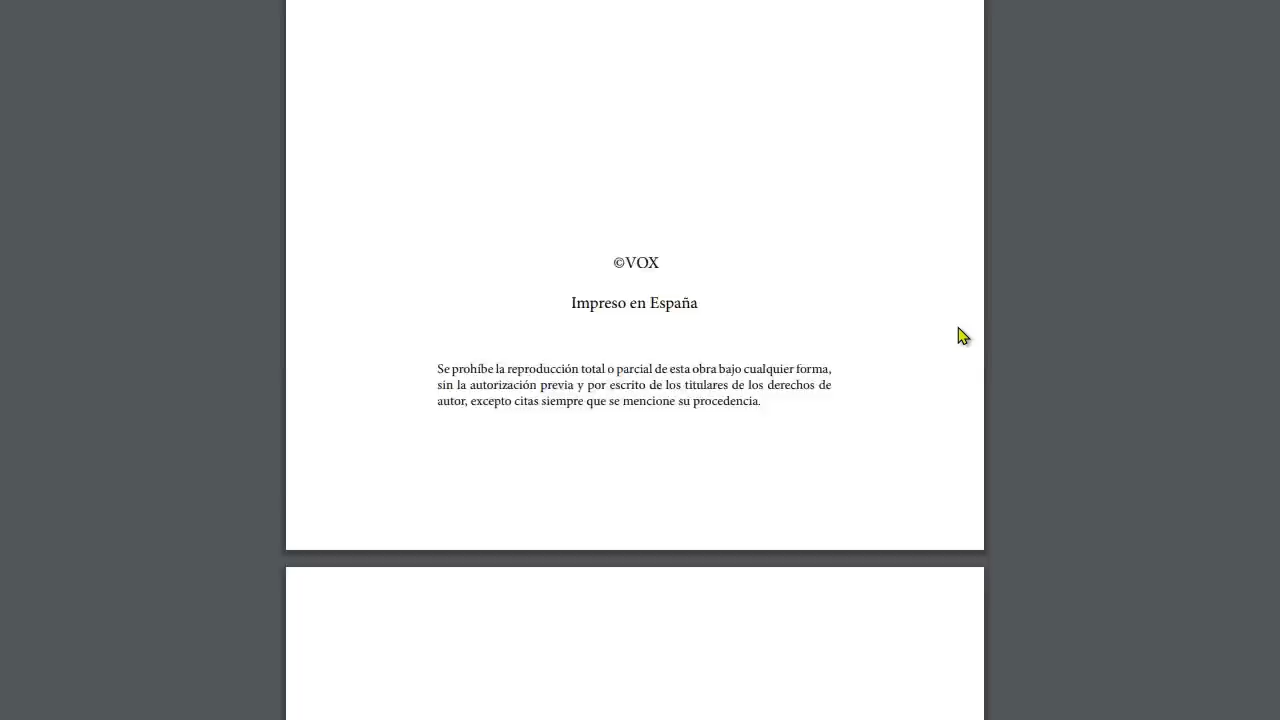 ©VOX
Impreso en España
Se prohíbe la reproducción total o parcial de esta obra bajo cualquier forma,
sin la autorización previa y por escrito de los titulares de los derechos de
autor, excepto citas siempre que se mencione su procedencia.